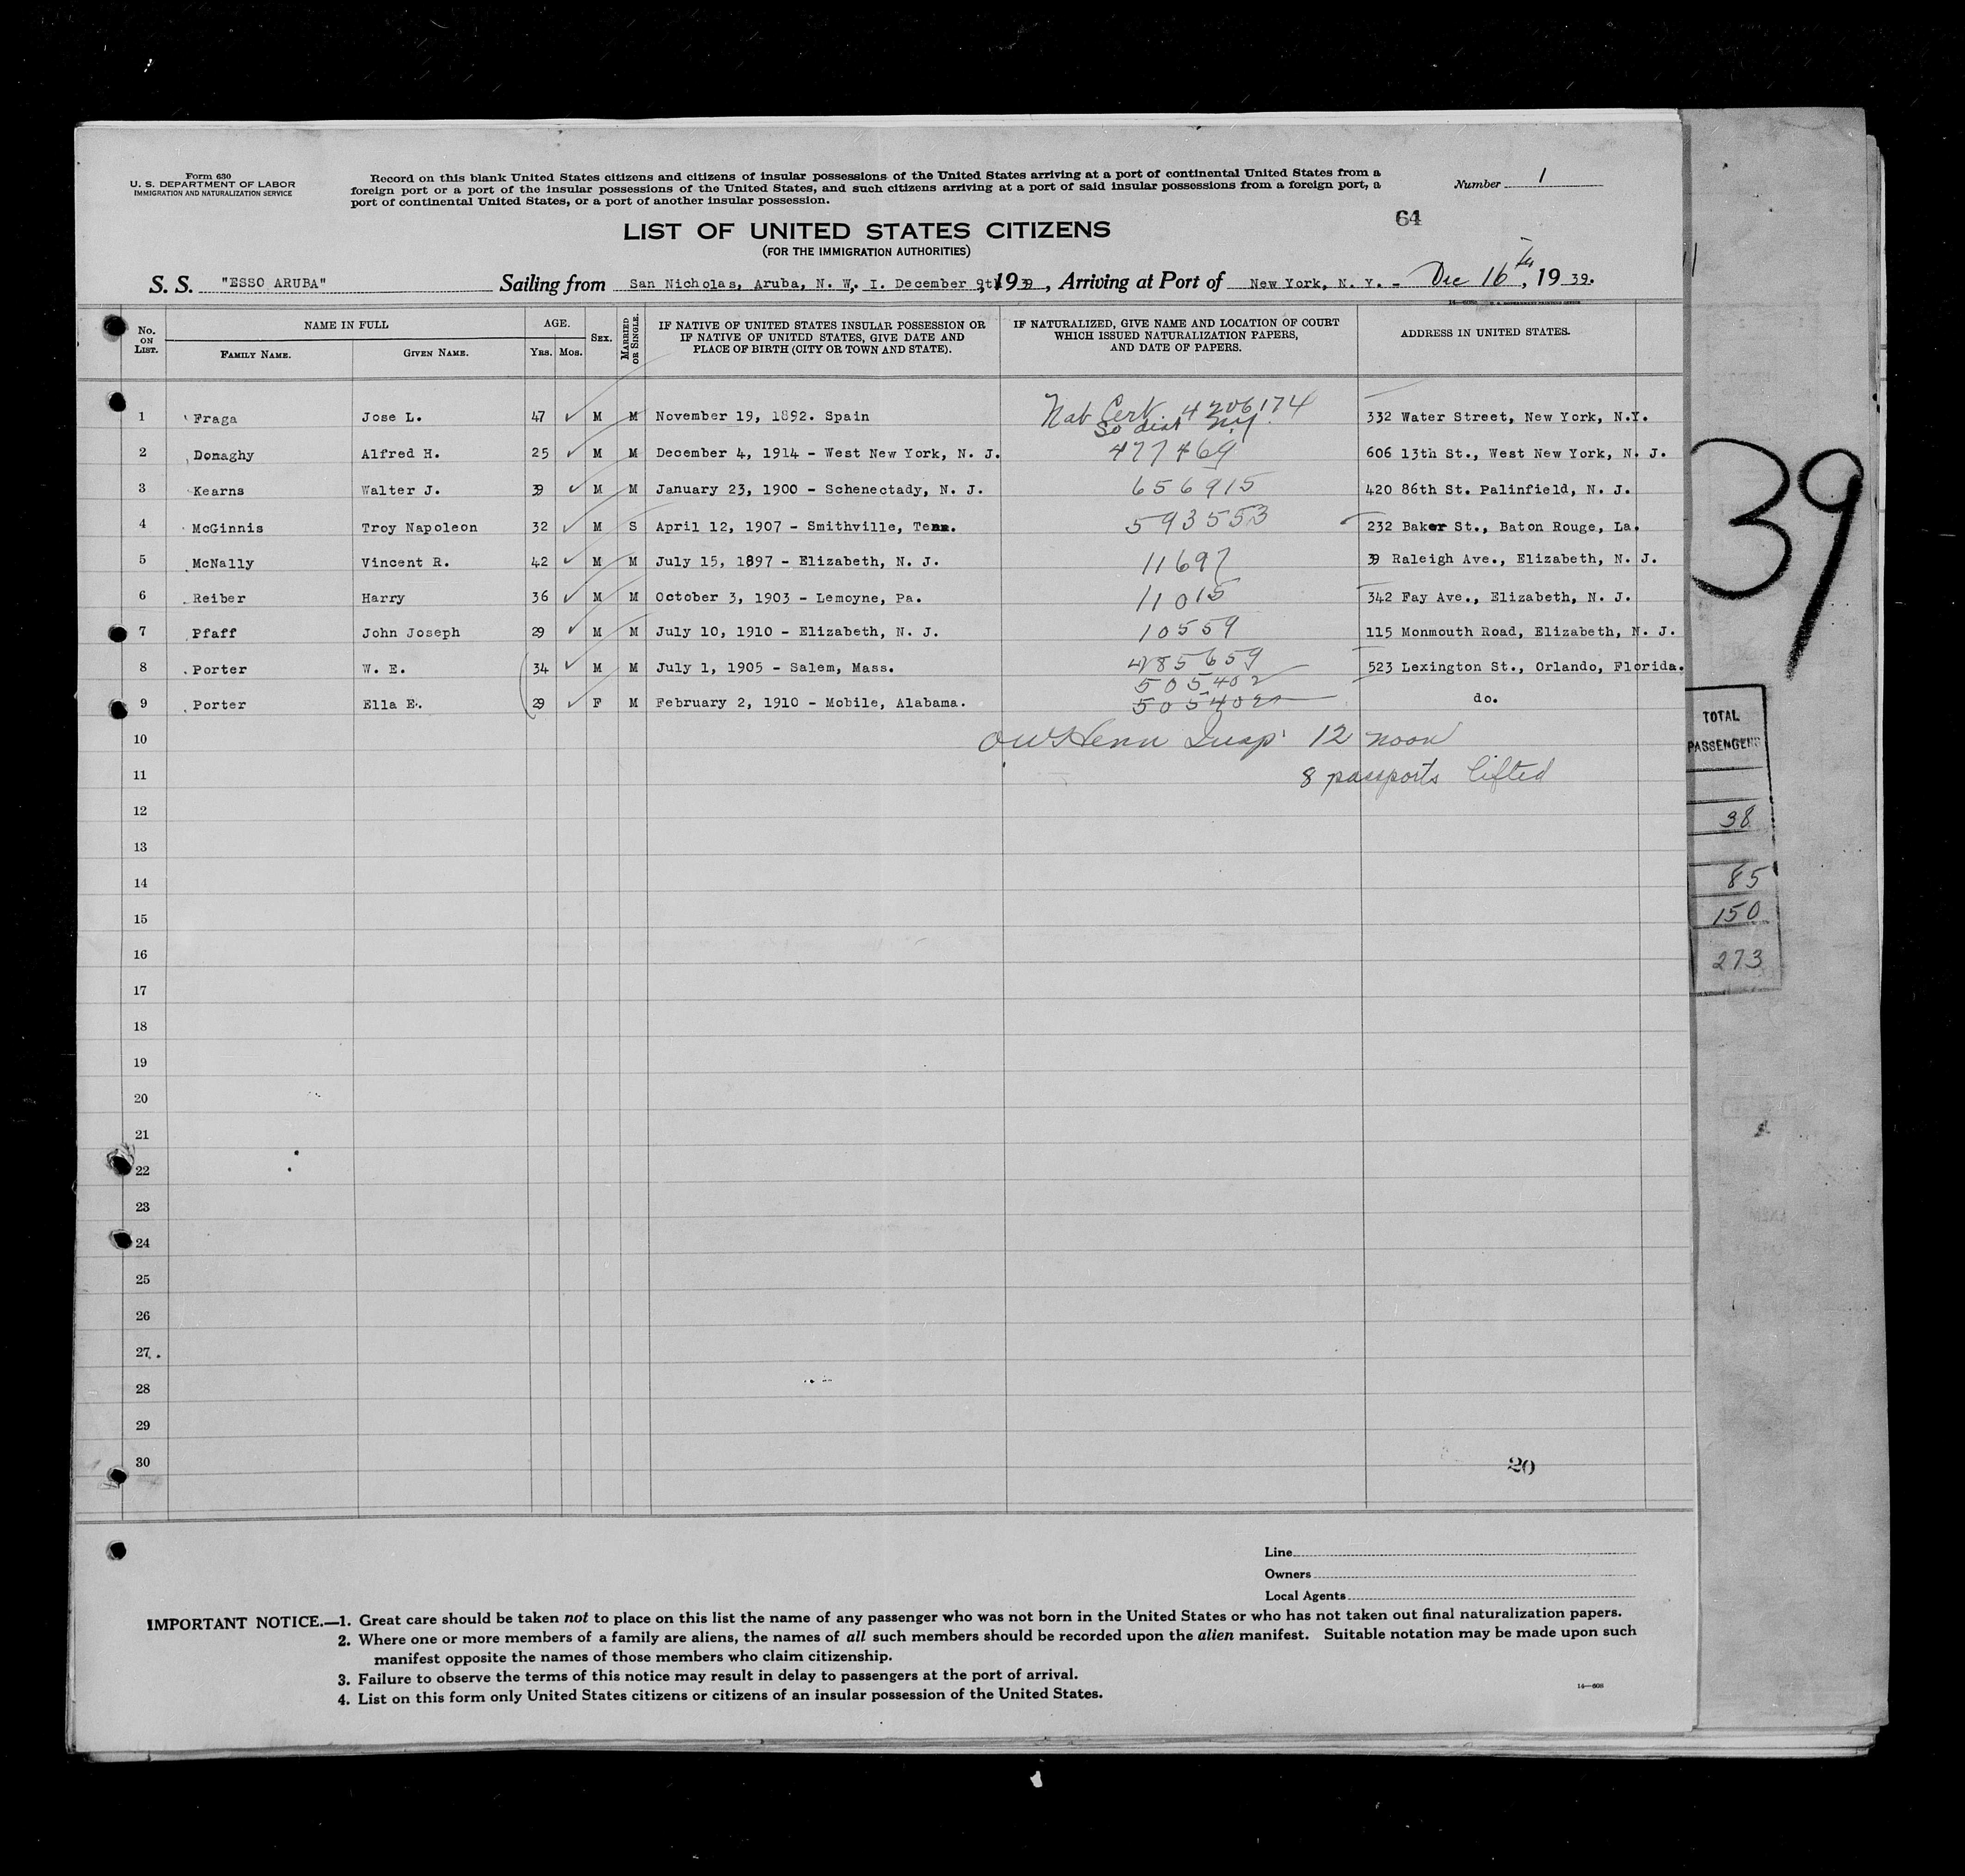 Form 630
U. S. DEPARTMENT OF LABOR
IMMIGRATION AND NATURALIZATION SERVICE
Record on this blank United States citizens and citizens of insular possessions of the United States arriving at a port of continental United States from a
foreign port or a port of the insular possessions of the United States, and such citizens arriving at a port of said insular possessions from a foreign port, a
port of continental United States, or a port of another insular possession.
Number 1
64
LIST OF UNITED STATES CITIZENS
(FOR THE IMMIGRATION AUTHORITIES)
S. S. "ESSO ARUBA" Sailing from San Nicholas, Aruba, N. W. I. December 9th, 1939, Arriving at Port of New York, N. Y. - Dec 16th, 1939.
No. ON LIST. NAME IN FULL FAMILY NAME. GIVEN NAME. AGE. YRS. MOS. SEX. MARRIED OR SINGLE. IF NATIVE OF UNITED STATES INSULAR POSSESSION OR IF NATIVE OF UNITED STATES, GIVE DATE AND PLACE OF BIRTH (CITY OR TOWN AND STATE). IF NATURALIZED, GIVE NAME AND LOCATION OF COURT WHICH ISSUED NATURALIZATION PAPERS, AND DATE OF PAPERS. ADDRESS IN UNITED STATES.
1 Fraga Jose L. 47 M M November 19, 1892. Spain Nat Cert. 4206174 So dist NY. 332 Water Street, New York, N.Y.
2 Donaghy Alfred H. 25 M M December 4, 1914 - West New York, N. J. 477469 606 13th St., West New York, N. J.
3 Kearns Walter J. 39 M M January 23, 1900 - Schenectady, N. J. 656915 420 86th St. Palinfield, N. J.
4 McGinnis Troy Napoleon 32 M S April 12, 1907 - Smithville, Tenn. 593553 232 Baker St., Baton Rouge, La.
5 McNally Vincent R. 42 M M July 15, 1897 - Elizabeth, N. J. 11697 39 Raleigh Ave., Elizabeth, N. J.
6 Reiber Harry 36 M M October 3, 1903 - Lemoyne, Pa. 11015 342 Fay Ave., Elizabeth, N. J.
7 Pfaff John Joseph 29 M M July 10, 1910 - Elizabeth, N. J. 10559 115 Monmouth Road, Elizabeth, N. J.
8 Porter W. E. 34 M M July 1, 1905 - Salem, Mass. 485659 523 Lexington St., Orlando, Florida.
505402
9 Porter Ella E. 29 F M February 2, 1910 - Mobile, Alabama. 505402 do.
10 Insp 12 noon
11 8 passports lifted
12
13
14
15
16
17
18
19
20
21
22
23
24
25
26
27
28
29
30
20
Line
Owners
Local Agents
IMPORTANT NOTICE.—1. Great care should be taken not to place on this list the name of any passenger who was not born in the United States or who has not taken out final naturalization papers.
2. Where one or more members of a family are aliens, the names of all such members should be recorded upon the alien manifest. Suitable notation may be made upon such
manifest opposite the names of those members who claim citizenship.
3. Failure to observe the terms of this notice may result in delay to passengers at the port of arrival.
4. List on this form only United States citizens or citizens of an insular possession of the United States.
14—608
39
TOTAL
PASSENGERS
38
85
150
273